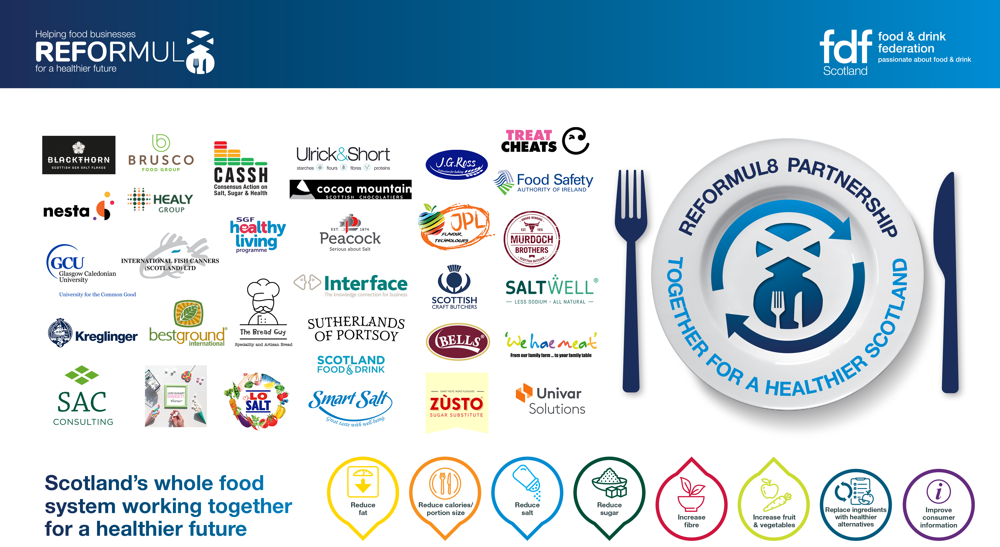 Helping food businesses
REFORMUL8
for a healthier future
fdf
Scotland
food & drink
federation
passionate about food & drink
BLACKTHORN
SCOTTISH SEA SALT FLAKES
BRUSCO
FOOD GROUP
CASSH
Consensus Action on
Salt, Sugar & Health
Ulrick&Short
starches flours fibres proteins
J.G.Ross
a passion for baking
TREAT
CHEATS
cocoa mountain
SCOTTISH CHOCOLATIERS
Food Safety
AUTHORITY OF IRELAND
nesta
HEALY
GROUP
SGF
healthy
living
programme
EST. 1874
Peacock
Serious about Salt
JPL
FLAVOUR
TECHNOLOGIES
AWARD WINNING
EST. 1916
MURDOCH
BROTHERS
SCOTTISH BUTCHER
GCU
Glasgow Caledonian
University
University for the Common Good
INTERNATIONAL FISH CANNERS
(SCOTLAND) LTD
Interface
The knowledge connection for business
SCOTTISH
CRAFT BUTCHERS
SALTWELL®
LESS SODIUM · ALL NATURAL
Kreglinger
bestground®
international
The Bread Guy
Speciality and Artisan Bread
SUTHERLANDS
OF PORTSOY
BELLS®
'We hae meat'
From our family farm ... to your family table
SCOTLAND
FOOD & DRINK
SAC
CONSULTING
LESS SUGAR?
SWEET!
VitaFiber®
LO
SALT
Smart Salt
Great taste with well-being.
SAME TASTE, MORE PLEASURE
ZÙSTO®
SUGAR SUBSTITUTE
Univar
Solutions
REFORMUL8 PARTNERSHIP
TOGETHER FOR A HEALTHIER SCOTLAND
Scotland's whole food
system working together
for a healthier future
Reduce
fat
Reduce calories/
portion size
Reduce
salt
Reduce
sugar
Increase
fibre
Increase fruit
& vegetables
Replace ingredients
with healthier
alternatives
i
Improve
consumer
information